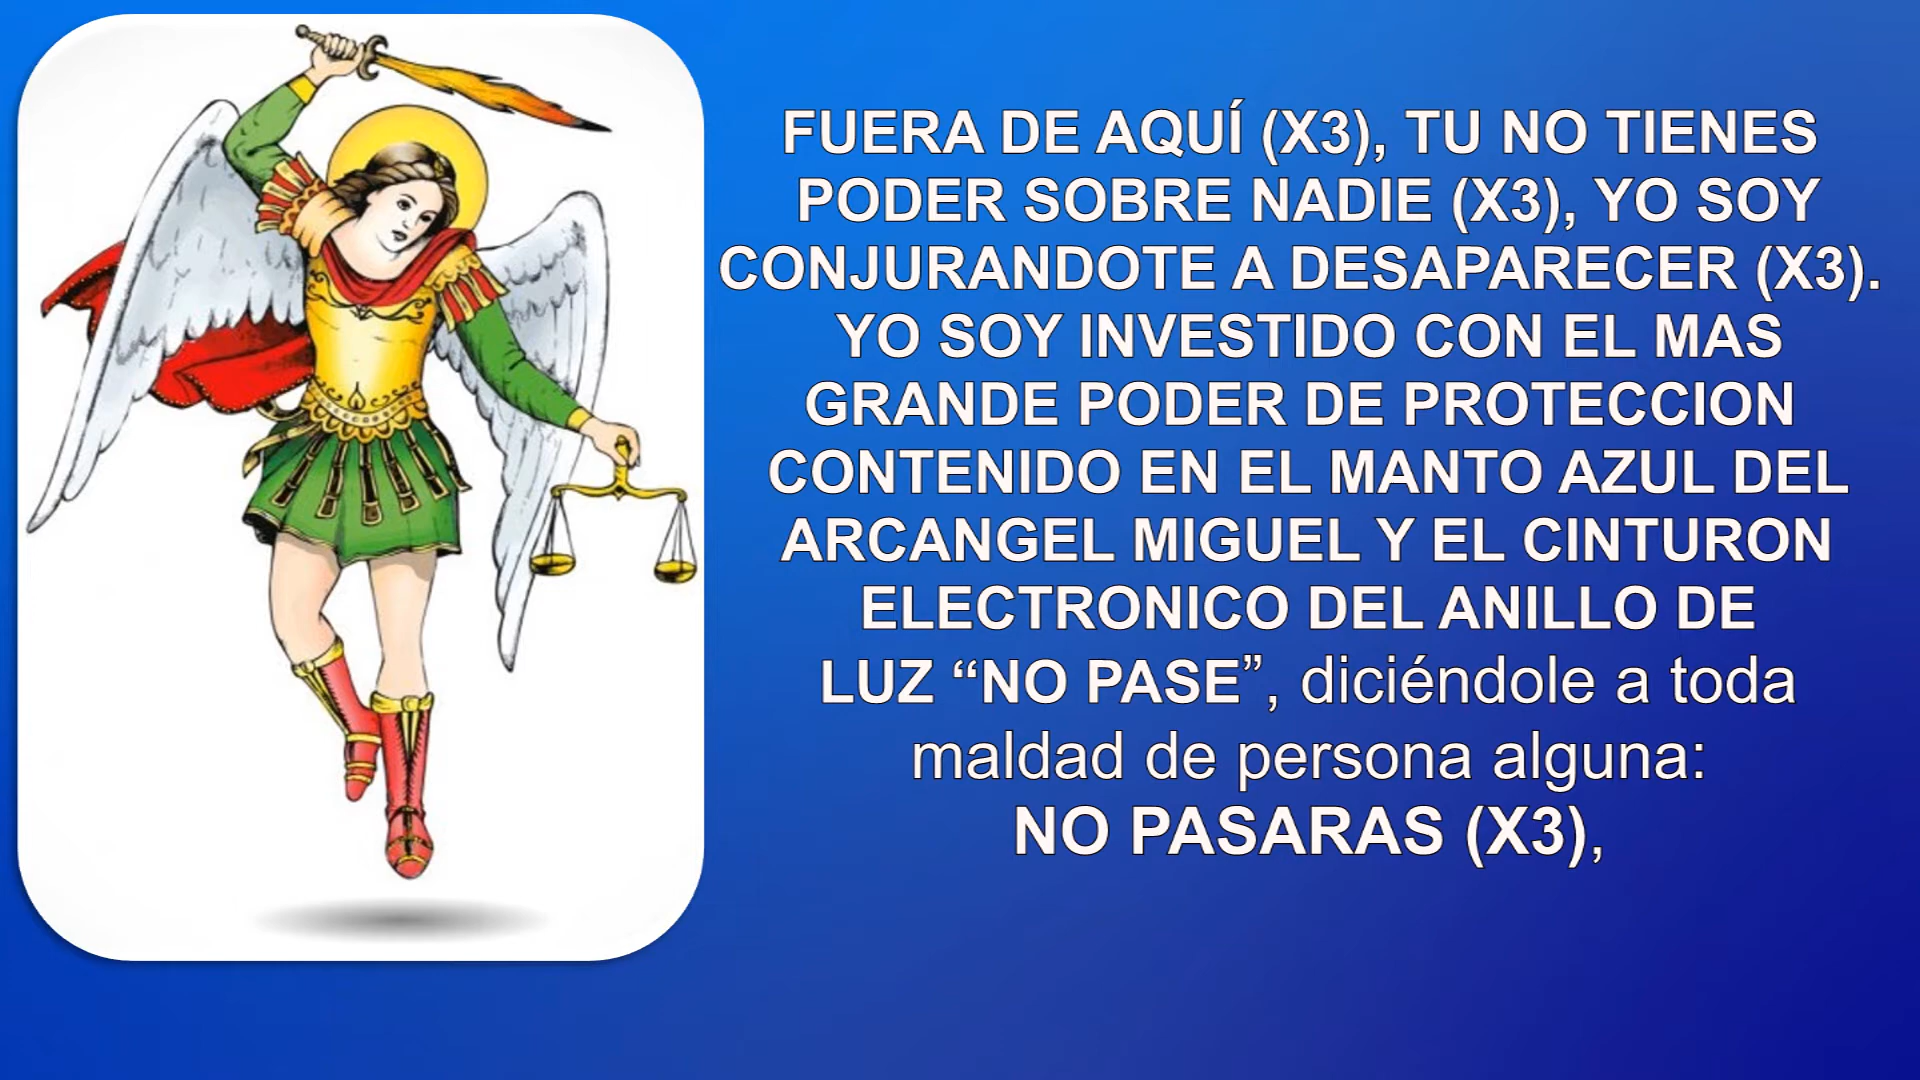 FUERA DE AQUÍ (X3), TU NO TIENES
PODER SOBRE NADIE (X3), YO SOY
CONJURANDOTE A DESAPARECER (X3).
YO SOY INVESTIDO CON EL MAS
GRANDE PODER DE PROTECCION
CONTENIDO EN EL MANTO AZUL DEL
ARCANGEL MIGUEL Y EL CINTURON
ELECTRONICO DEL ANILLO DE
LUZ “NO PASE”, diciéndole a toda
maldad de persona alguna:
NO PASARAS (X3),